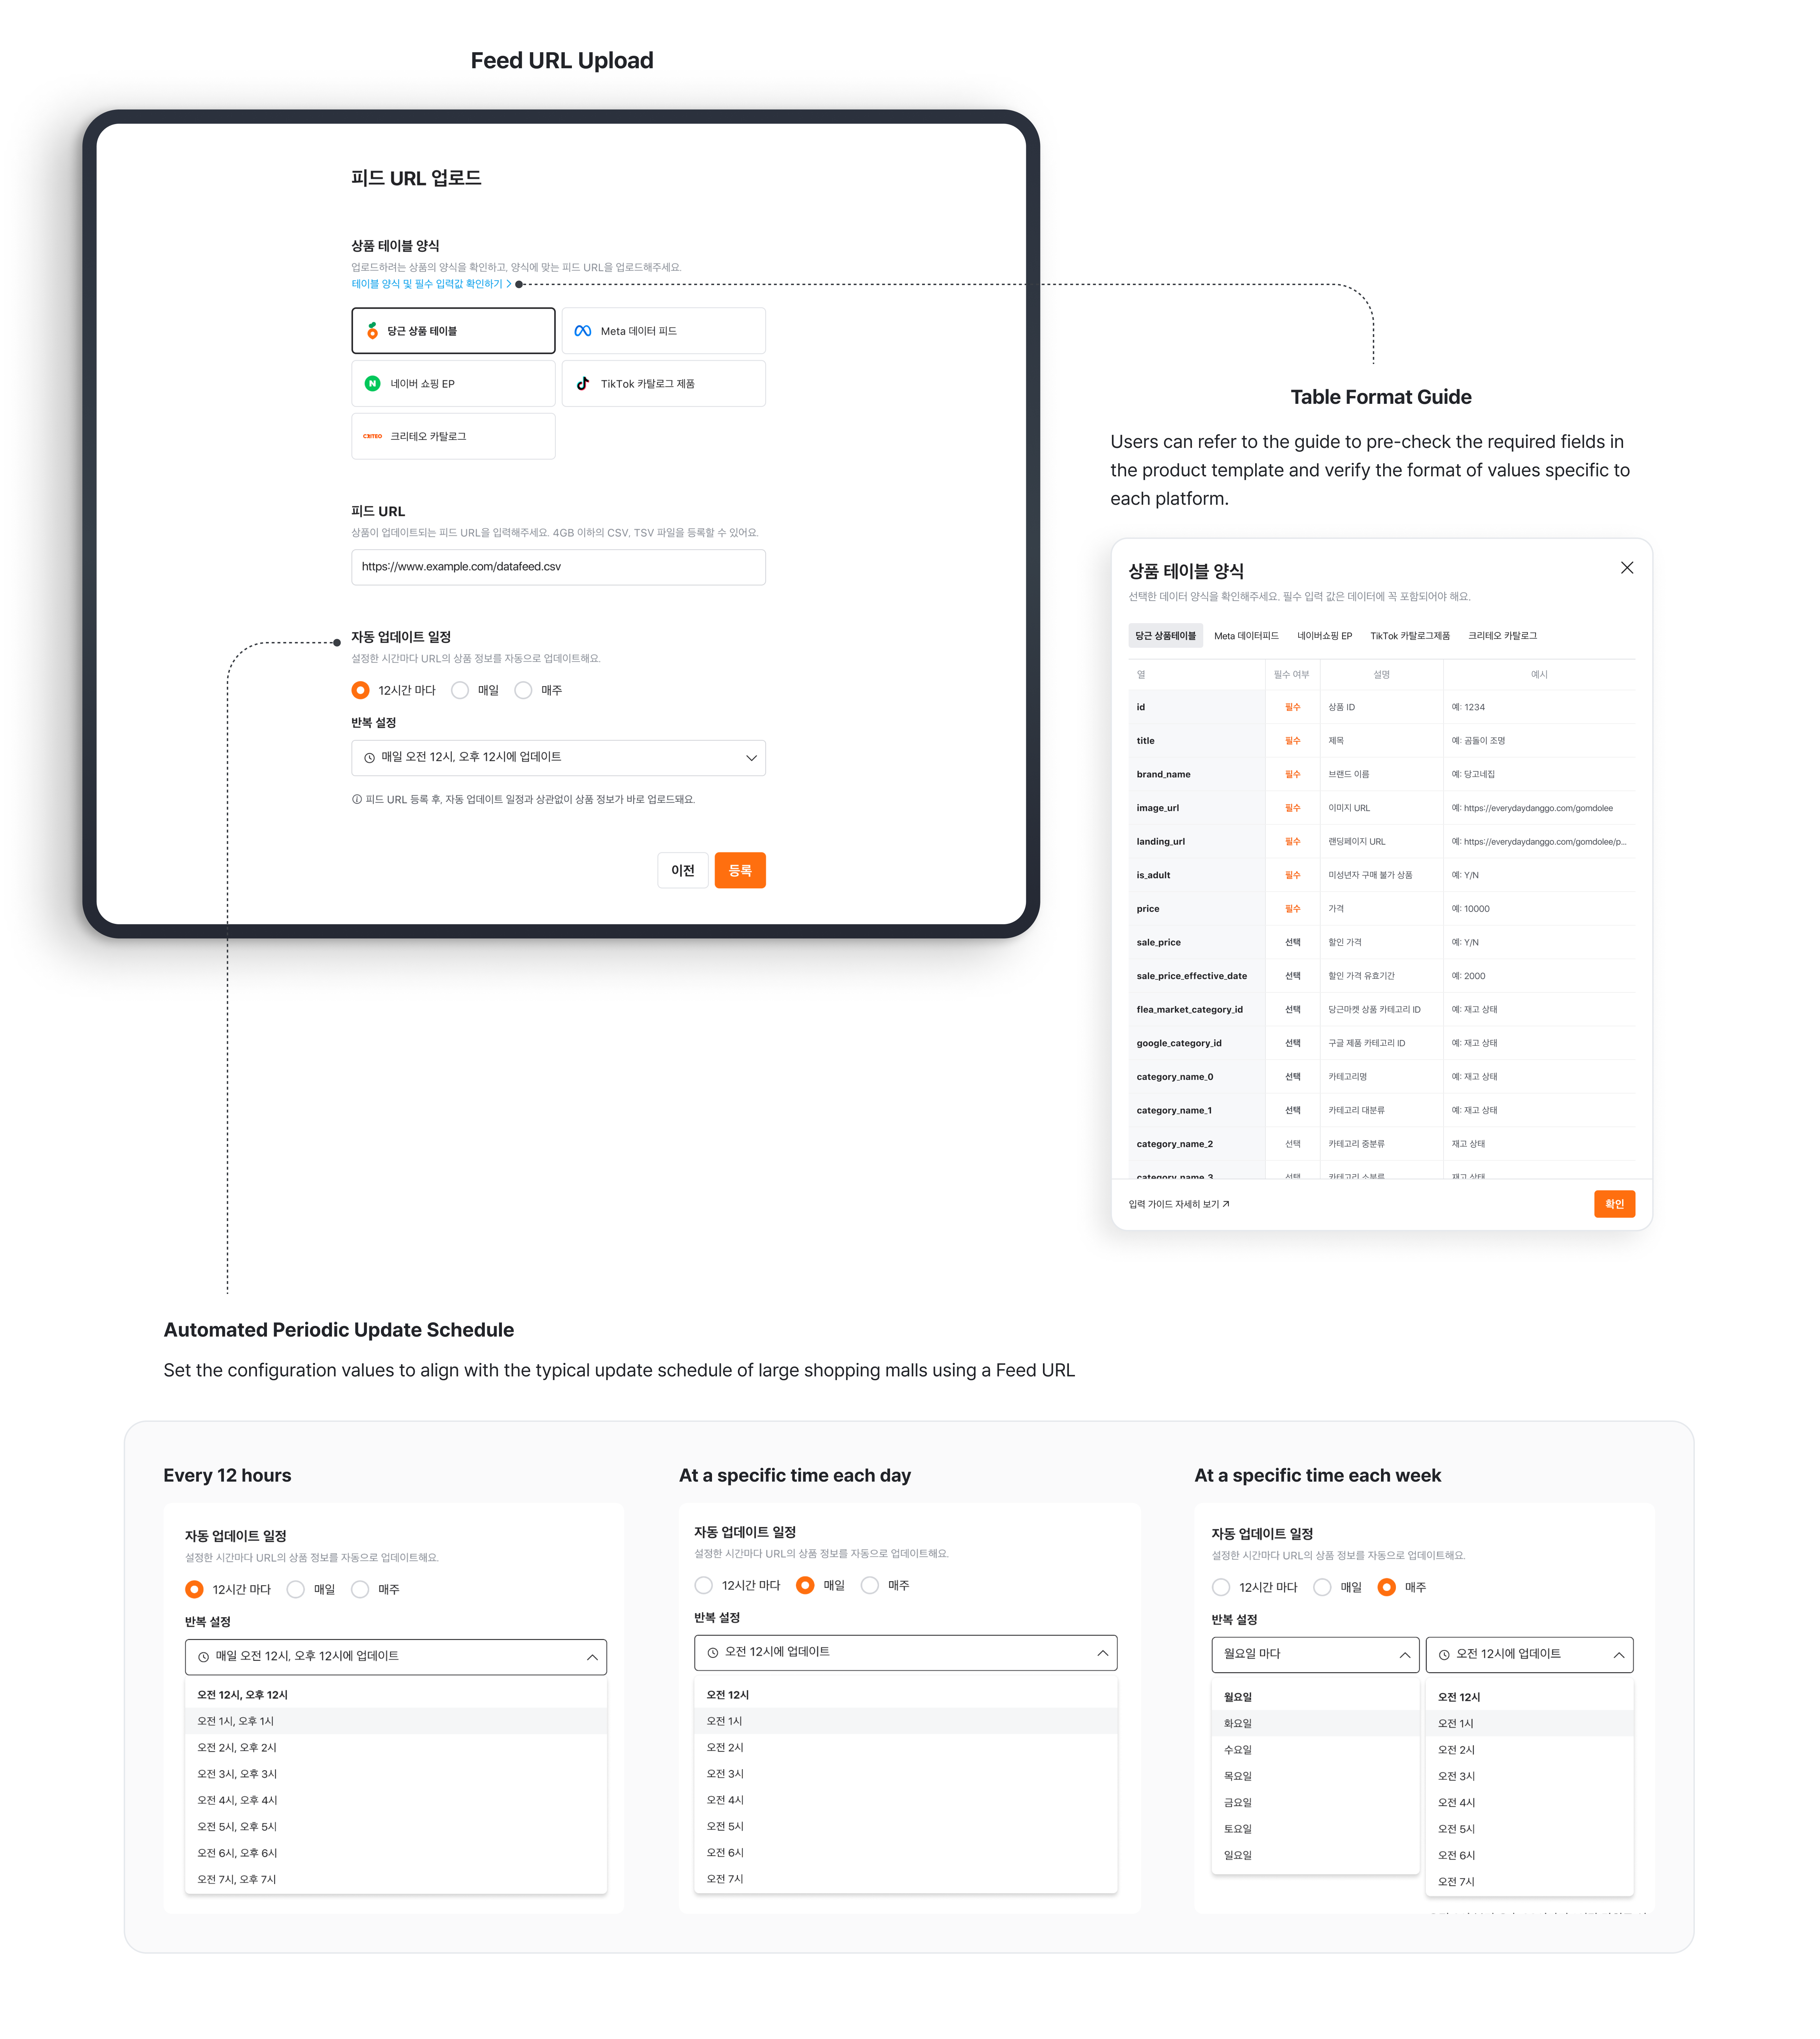 Feed URL Upload
피드 URL 업로드
상품 테이블 양식
업로드하려는 상품의 양식을 확인하고, 양식에 맞는 피드 URL을 업로드해주세요.
테이블 양식 및 필수 입력값 확인하기
당근 상품 테이블
Meta 데이터 피드
N 네이버 쇼핑 EP
TikTok 카탈로그 제품
CRITEO 크리테오 카탈로그
피드 URL
상품이 업데이트되는 피드 URL을 입력해주세요. 4GB 이하의 CSV, TSV 파일을 등록할 수 있어요.
https://www.example.com/datafeed.csv
자동 업데이트 일정
설정한 시간마다 URL의 상품 정보를 자동으로 업데이트해요.
12시간 마다 매일 매주
반복 설정
매일 오전 12시, 오후 12시에 업데이트
피드 URL 등록 후, 자동 업데이트 일정과 상관없이 상품 정보가 바로 업로드돼요.
이전 등록
Table Format Guide
Users can refer to the guide to pre-check the required fields in
the product template and verify the format of values specific to
each platform.
상품 테이블 양식
선택한 데이터 양식을 확인해주세요. 필수 입력 값은 데이터에 꼭 포함되어야 해요.
당근 상품테이블 Meta 데이터피드 네이버쇼핑 EP TikTok 카탈로그제품 크리테오 카탈로그
열 필수 여부 설명 예시
id 필수 상품 ID 예: 1234
title 필수 제목 예: 곰돌이 조명
brand_name 필수 브랜드 이름 예: 당고네집
image_url 필수 이미지 URL 예: https://everydaydanggo.com/gomdolee
landing_url 필수 랜딩페이지 URL 예: https://everydaydanggo.com/gomdolee/p...
is_adult 필수 미성년자 구매 불가 상품 예: Y/N
price 필수 가격 예: 10000
sale_price 선택 할인 가격 예: Y/N
sale_price_effective_date 선택 할인 가격 유효기간 예: 2000
flea_market_category_id 선택 당근마켓 상품 카테고리 ID 예: 재고 상태
google_category_id 선택 구글 제품 카테고리 ID 예: 재고 상태
category_name_0 선택 카테고리명 예: 재고 상태
category_name_1 선택 카테고리 대분류 예: 재고 상태
category_name_2 선택 카테고리 중분류 재고 상태
category_name_3 선택 카테고리 소분류 재고 상태
입력 가이드 자세히 보기
확인
Automated Periodic Update Schedule
Set the configuration values to align with the typical update schedule of large shopping malls using a Feed URL
Every 12 hours
자동 업데이트 일정
설정한 시간마다 URL의 상품 정보를 자동으로 업데이트해요.
12시간 마다 매일 매주
반복 설정
매일 오전 12시, 오후 12시에 업데이트
오전 12시, 오후 12시
오전 1시, 오후 1시
오전 2시, 오후 2시
오전 3시, 오후 3시
오전 4시, 오후 4시
오전 5시, 오후 5시
오전 6시, 오후 6시
오전 7시, 오후 7시
At a specific time each day
자동 업데이트 일정
설정한 시간마다 URL의 상품 정보를 자동으로 업데이트해요.
12시간 마다 매일 매주
반복 설정
오전 12시에 업데이트
오전 12시
오전 1시
오전 2시
오전 3시
오전 4시
오전 5시
오전 6시
오전 7시
At a specific time each week
자동 업데이트 일정
설정한 시간마다 URL의 상품 정보를 자동으로 업데이트해요.
12시간 마다 매일 매주
반복 설정
월요일 마다
월요일
화요일
수요일
목요일
금요일
토요일
일요일
오전 12시에 업데이트
오전 12시
오전 1시
오전 2시
오전 3시
오전 4시
오전 5시
오전 6시
오전 7시